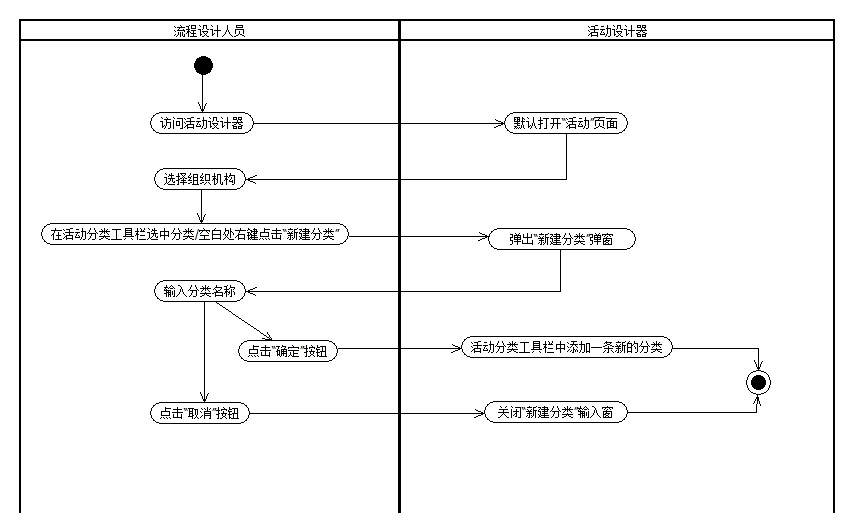 流程设计人员
活动设计器
访问活动设计器
默认打开“活动”页面
选择组织机构
在活动分类工具栏选中分类/空白处右键点击“新建分类”
弹出“新建分类”弹窗
输入分类名称
点击“确定”按钮
活动分类工具栏中添加一条新的分类
点击“取消”按钮
关闭“新建分类”输入窗